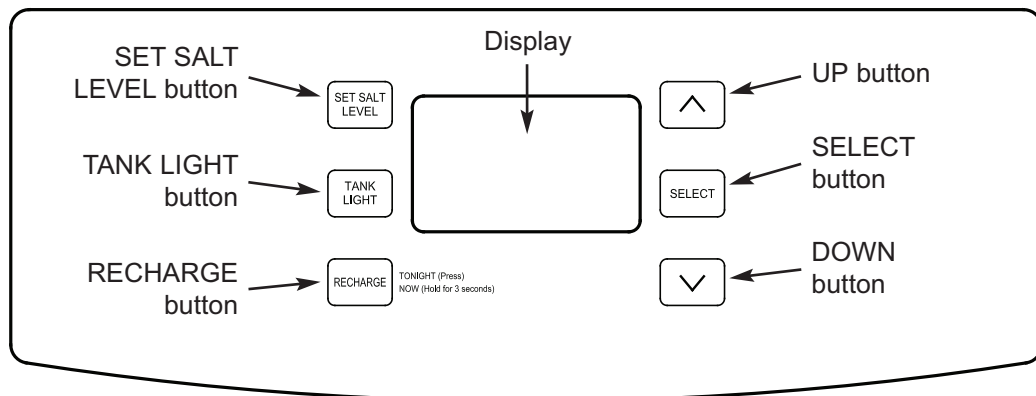 Display
SET SALT
LEVEL button
SET SALT
LEVEL
UP button
TANK LIGHT
button
TANK
LIGHT
SELECT
SELECT
button
RECHARGE
button
RECHARGE
TONIGHT (Press)
NOW (Hold for 3 seconds)
DOWN
button